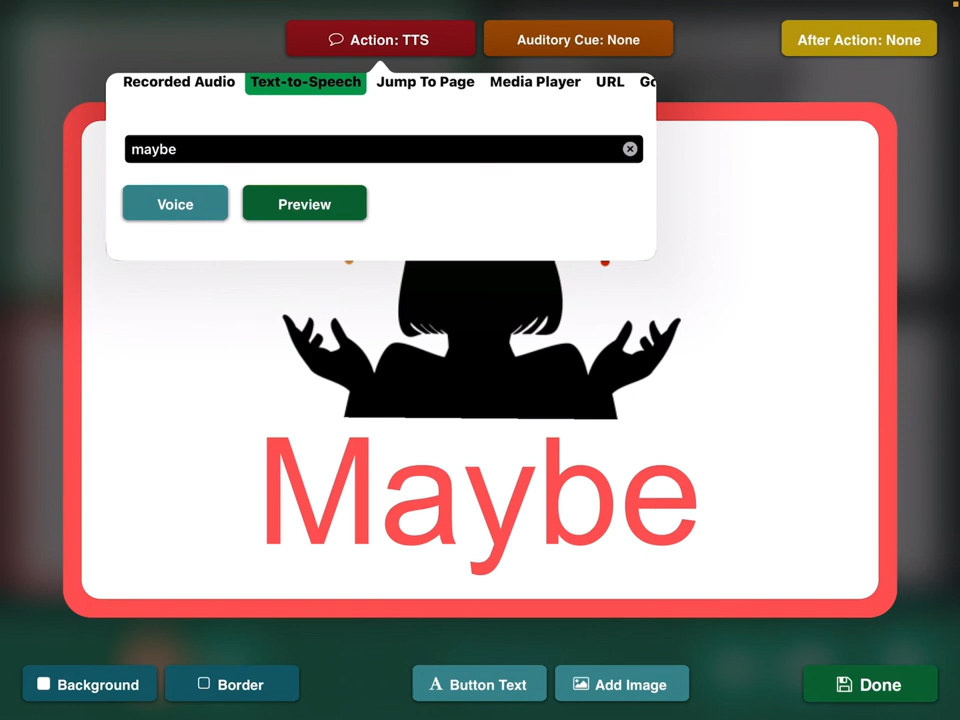 Action: TTS
Auditory Cue: None
After Action: None
Recorded Audio Text-to-Speech Jump To Page Media Player URL
maybe
Voice
Preview
Maybe
Background
Border
A Button Text
Add Image
Done